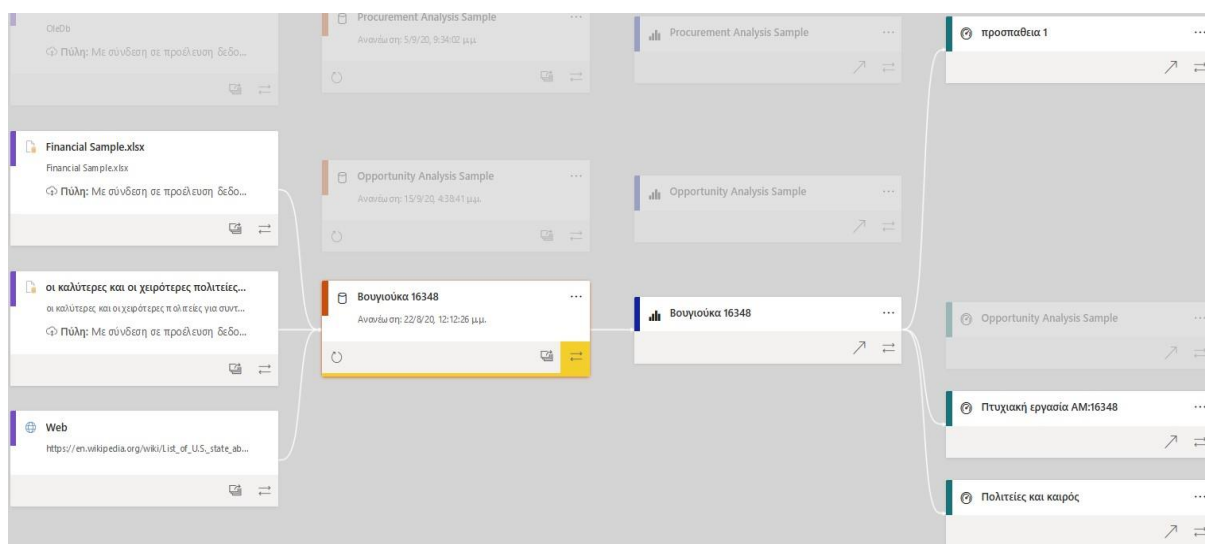 OleDb
Πύλη: Με σύνδεση σε προέλευση δεδο...
Financial Sample.xlsx
Financial Sample.xlsx
Πύλη: Με σύνδεση σε προέλευση δεδο...
οι καλύτερες και οι χειρότερες πολιτείες...
οι καλύτερες και οι χειρότερες πολιτείες για συντ...
Πύλη: Με σύνδεση σε προέλευση δεδο...
Web
https://en.wikipedia.org/wiki/List_of_U.S._state_ab...
Procurement Analysis Sample
Ανανέωση: 5/9/20, 9:34:02 μ.μ.
Opportunity Analysis Sample
Ανανέωση: 15/9/20, 4:38:41 μ.μ.
Βουγιούκα 16348
Ανανέωση: 22/8/20, 12:12:26 μ.μ.
Procurement Analysis Sample
Opportunity Analysis Sample
Βουγιούκα 16348
προσπαθεια 1
Opportunity Analysis Sample
Πτυχιακή εργασία ΑΜ:16348
Πολιτείες και καιρός